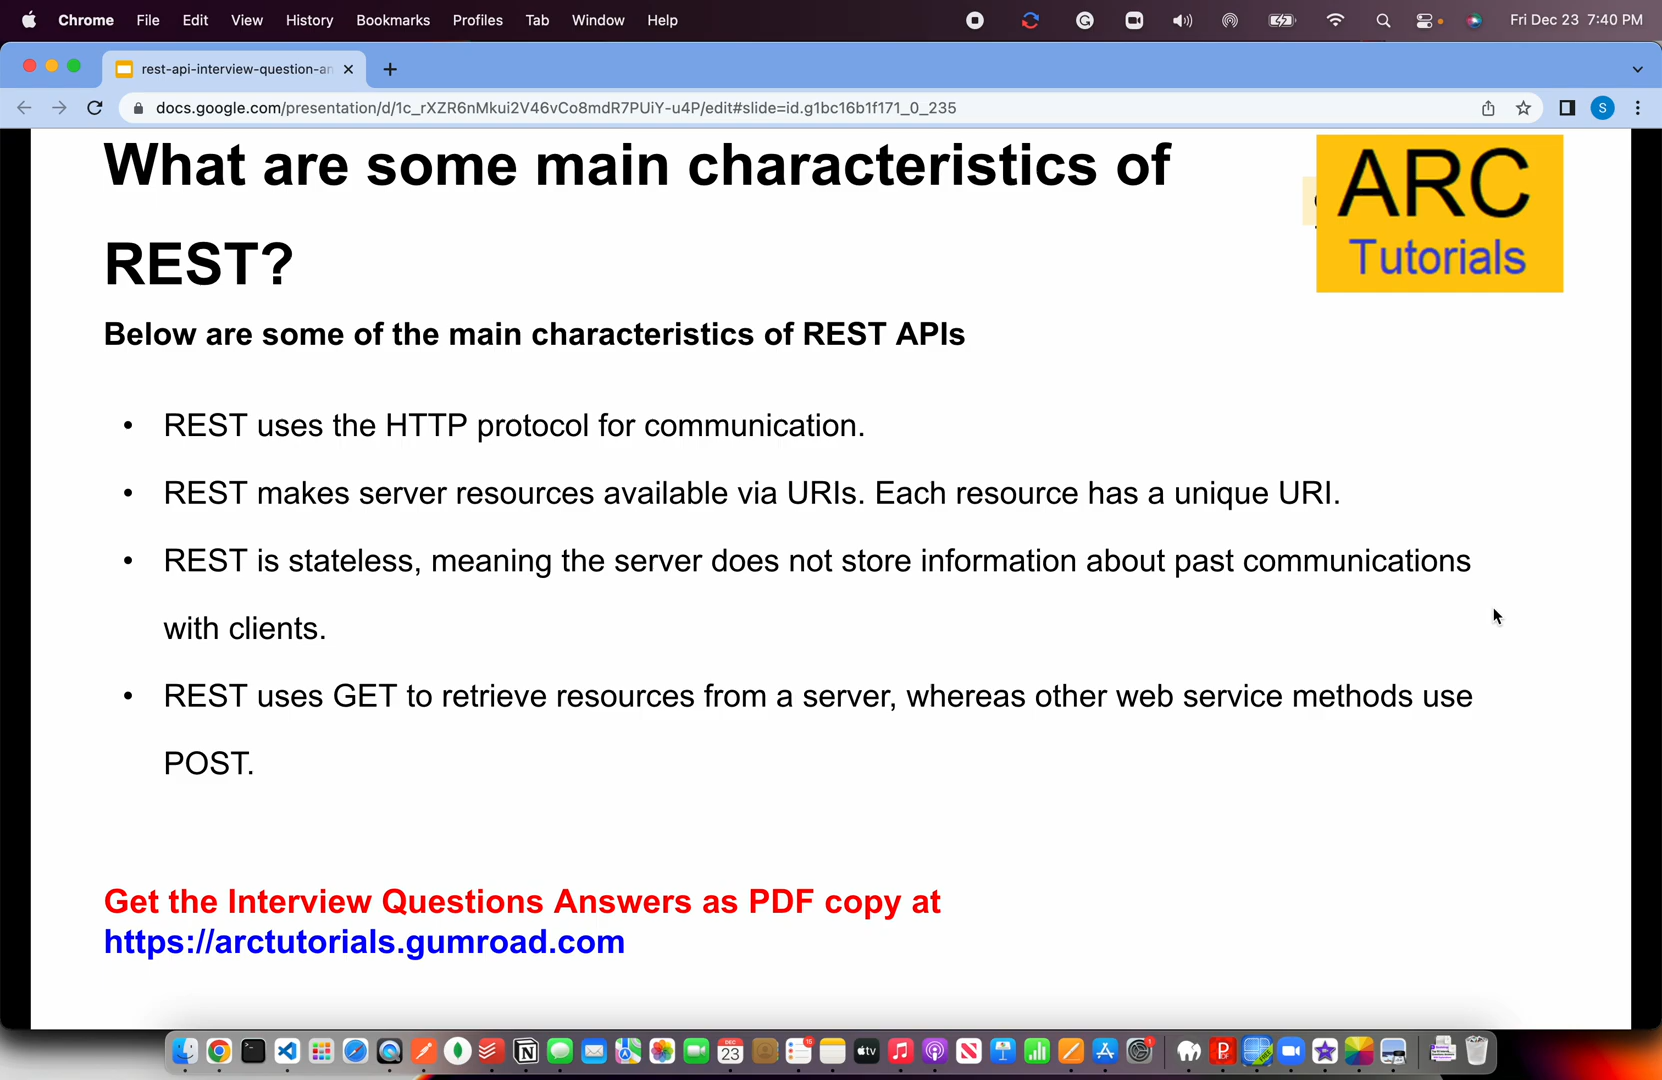 Chrome File Edit View History Bookmarks Profiles Tab Window Help Fri Dec 23 7:40 PM
rest-api-interview-question-an
docs.google.com/presentation/d/1c_rXZR6nMkui2V46vCo8mdR7PUiY-u4P/edit#slide=id.g1bc16b1f171_0_235
S
What are some main characteristics of
REST?
ARC
Tutorials
Below are some of the main characteristics of REST APIs
• REST uses the HTTP protocol for communication.
• REST makes server resources available via URIs. Each resource has a unique URI.
• REST is stateless, meaning the server does not store information about past communications
with clients.
• REST uses GET to retrieve resources from a server, whereas other web service methods use
POST.
Get the Interview Questions Answers as PDF copy at
https://arctutorials.gumroad.com
DEC
23
tv